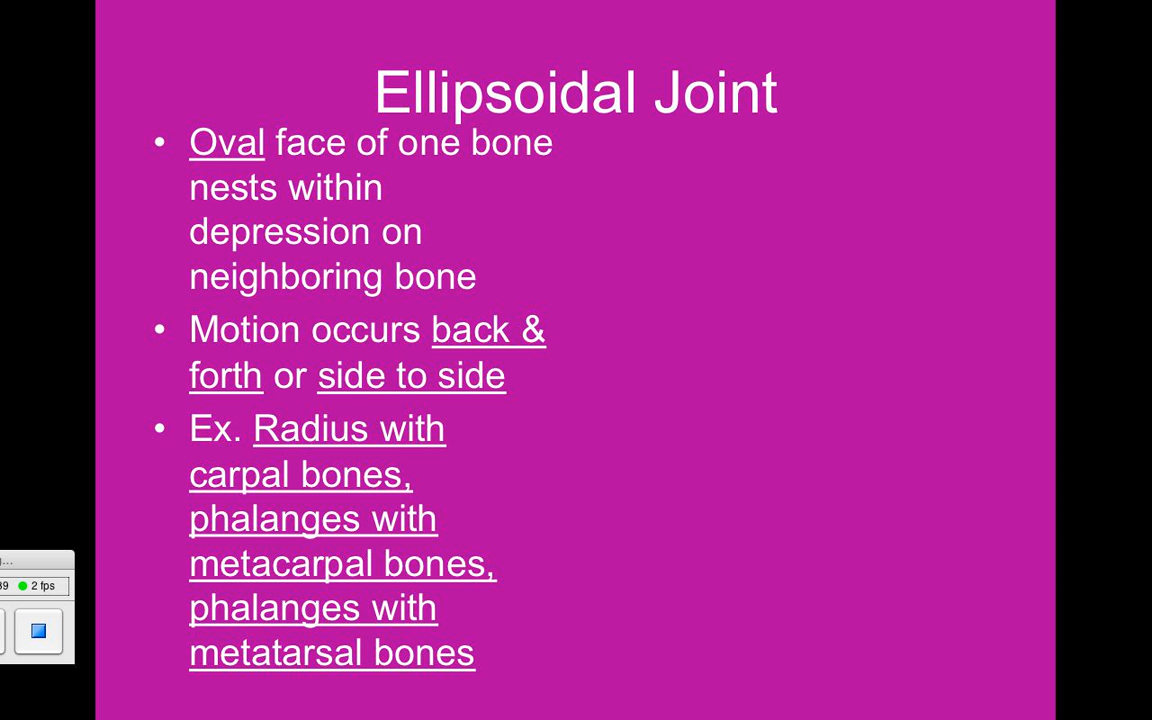 Ellipsoidal Joint
• Oval face of one bone
nests within
depression on
neighboring bone
• Motion occurs back &
forth or side to side
• Ex. Radius with
carpal bones,
phalanges with
metacarpal bones,
phalanges with
metatarsal bones
g...
39 2 fps